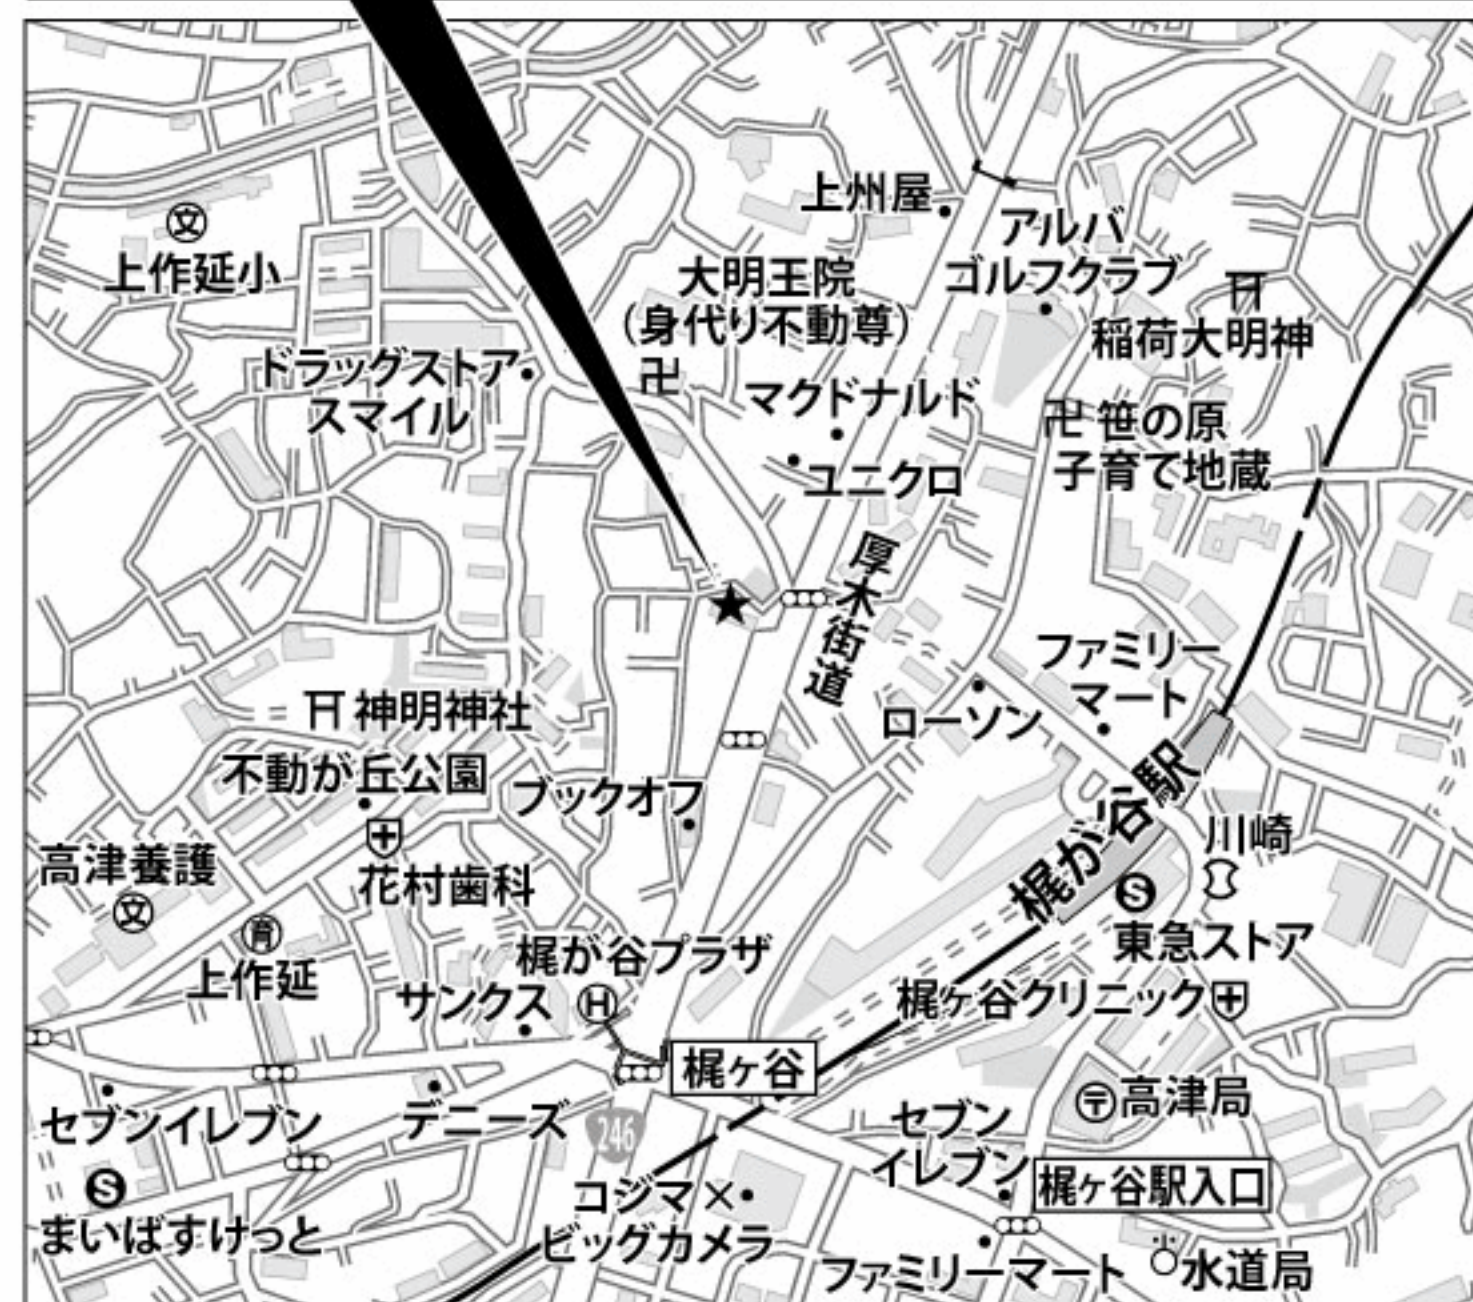 上州屋
アルバ
ゴルフクラブ
文
上作延小
大明王院
(身代り不動尊)
卍
稲荷大明神
ドラッグストア
スマイル
マクドナルド
ユニクロ
卍 笹の原
子育て地蔵
厚木街道
ファミリー
マート
ローソン
神明神社
不動が丘公園
ブックオフ
梶が谷駅
川崎
高津養護
文
花村歯科
S
東急ストア
育
上作延
梶が谷プラザ
サンクス
H
梶ヶ谷クリニック
梶ヶ谷
セブンイレブン
デニーズ
246
セブン
イレブン
〒高津局
梶ヶ谷駅入口
S
まいばすけっと
コジマ×
ビッグカメラ
ファミリーマート
水道局